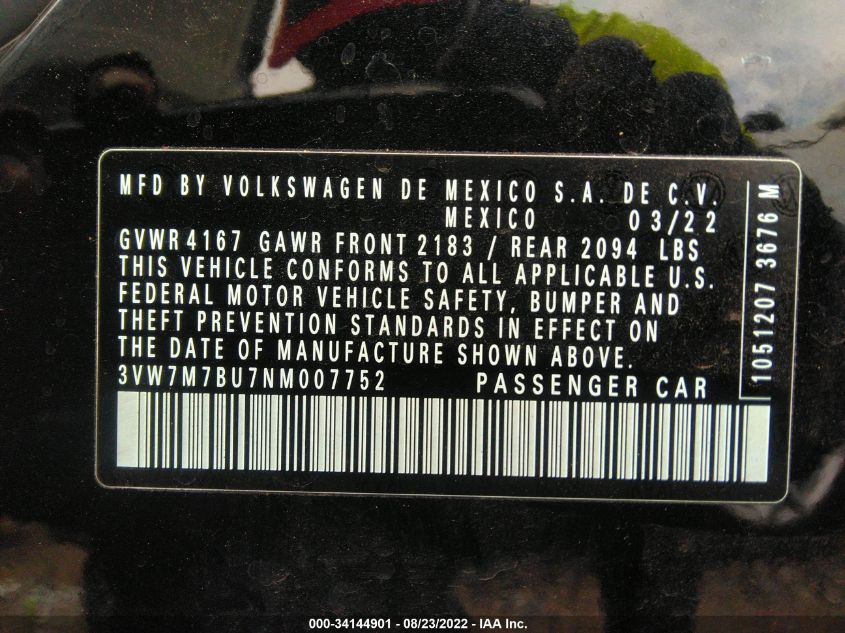 MFD BY VOLKSWAGEN DE MEXICO S.A. DE C.V.
MEXICO 03/22
GVWR 4167 GAWR FRONT 2183 / REAR 2094 LBS
THIS VEHICLE CONFORMS TO ALL APPLICABLE U.S.
FEDERAL MOTOR VEHICLE SAFETY, BUMPER AND
THEFT PREVENTION STANDARDS IN EFFECT ON
THE DATE OF MANUFACTURE SHOWN ABOVE.
3VW7M7BU7NM007752 PASSENGER CAR
1051207 3676 M
000-34144901 - 08/23/2022 - IAA Inc.